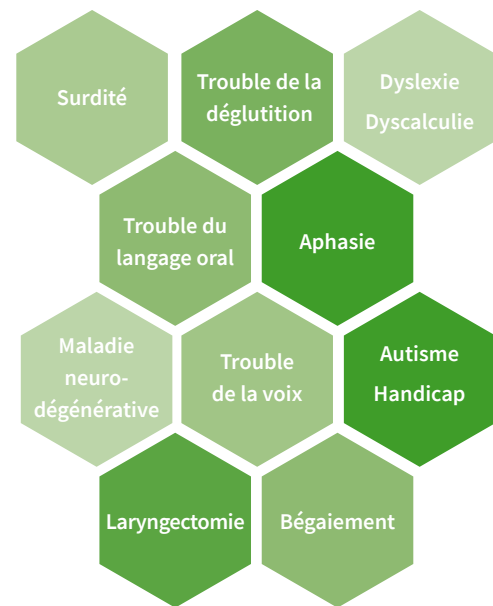 Surdité
Trouble de la
déglutition
Dyslexie
Dyscalculie
Trouble du
langage oral
Aphasie
Maladie
neuro-
dégénérative
Trouble
de la voix
Autisme
Handicap
Laryngectomie
Bégaiement